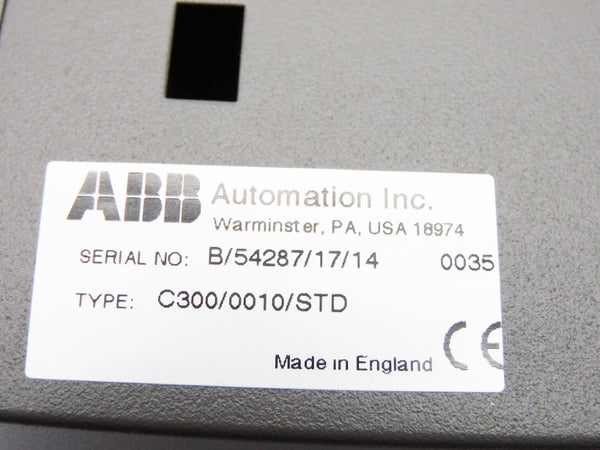 ABB Automation Inc.
Warminster, PA, USA 18974
SERIAL NO: B/54287/17/14 0035
TYPE: C300/0010/STD
Made in England CE